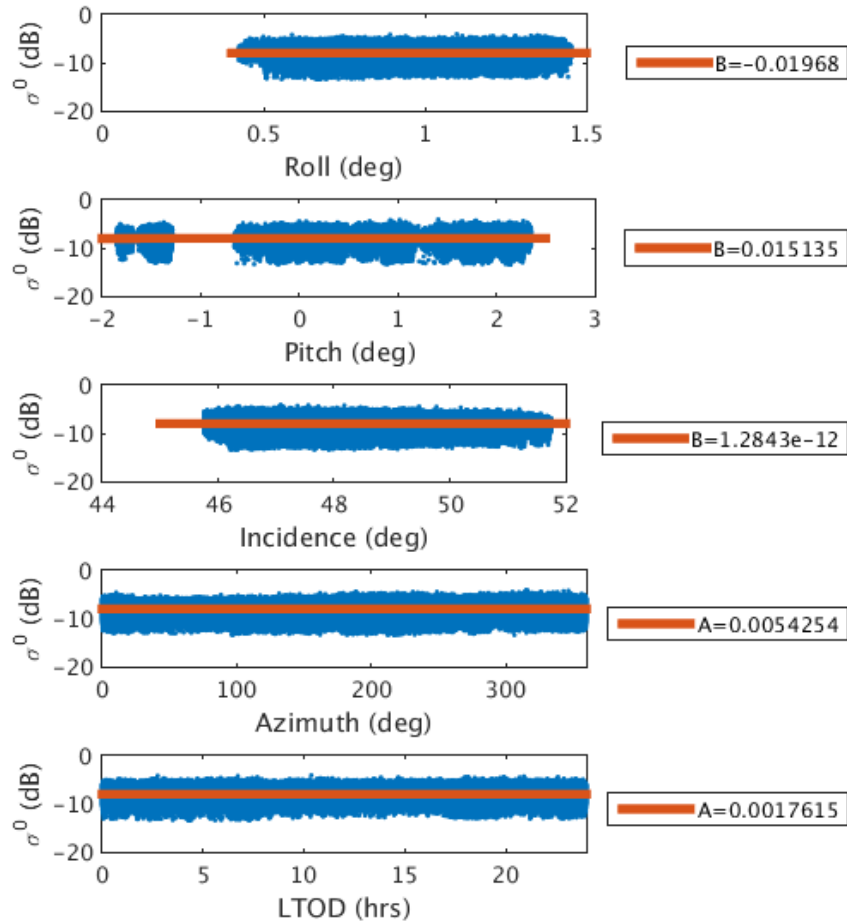 0
−10
−20
σ⁰ (dB)
0 0.5 1 1.5
Roll (deg)
B=−0.01968
0
−10
−20
σ⁰ (dB)
−2 −1 0 1 2 3
Pitch (deg)
B=0.015135
0
−10
−20
σ⁰ (dB)
44 46 48 50 52
Incidence (deg)
B=1.2843e−12
0
−10
−20
σ⁰ (dB)
0 100 200 300
Azimuth (deg)
A=0.0054254
0
−10
−20
σ⁰ (dB)
0 5 10 15 20
LTOD (hrs)
A=0.0017615